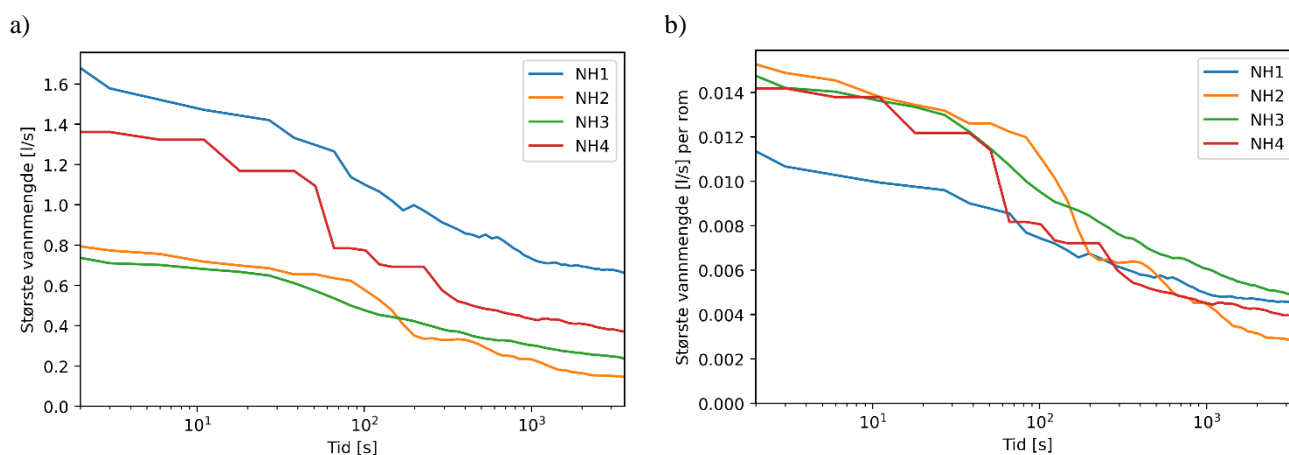 a)
Største vannmengde [l/s]
1.6
1.4
1.2
1.0
0.8
0.6
0.4
0.2
0.0
NH1
NH2
NH3
NH4
10¹
10²
10³
Tid [s]
b)
Største vannmengde [l/s] per rom
0.014
0.012
0.010
0.008
0.006
0.004
0.002
0.000
NH1
NH2
NH3
NH4
10¹
10²
10³
Tid [s]